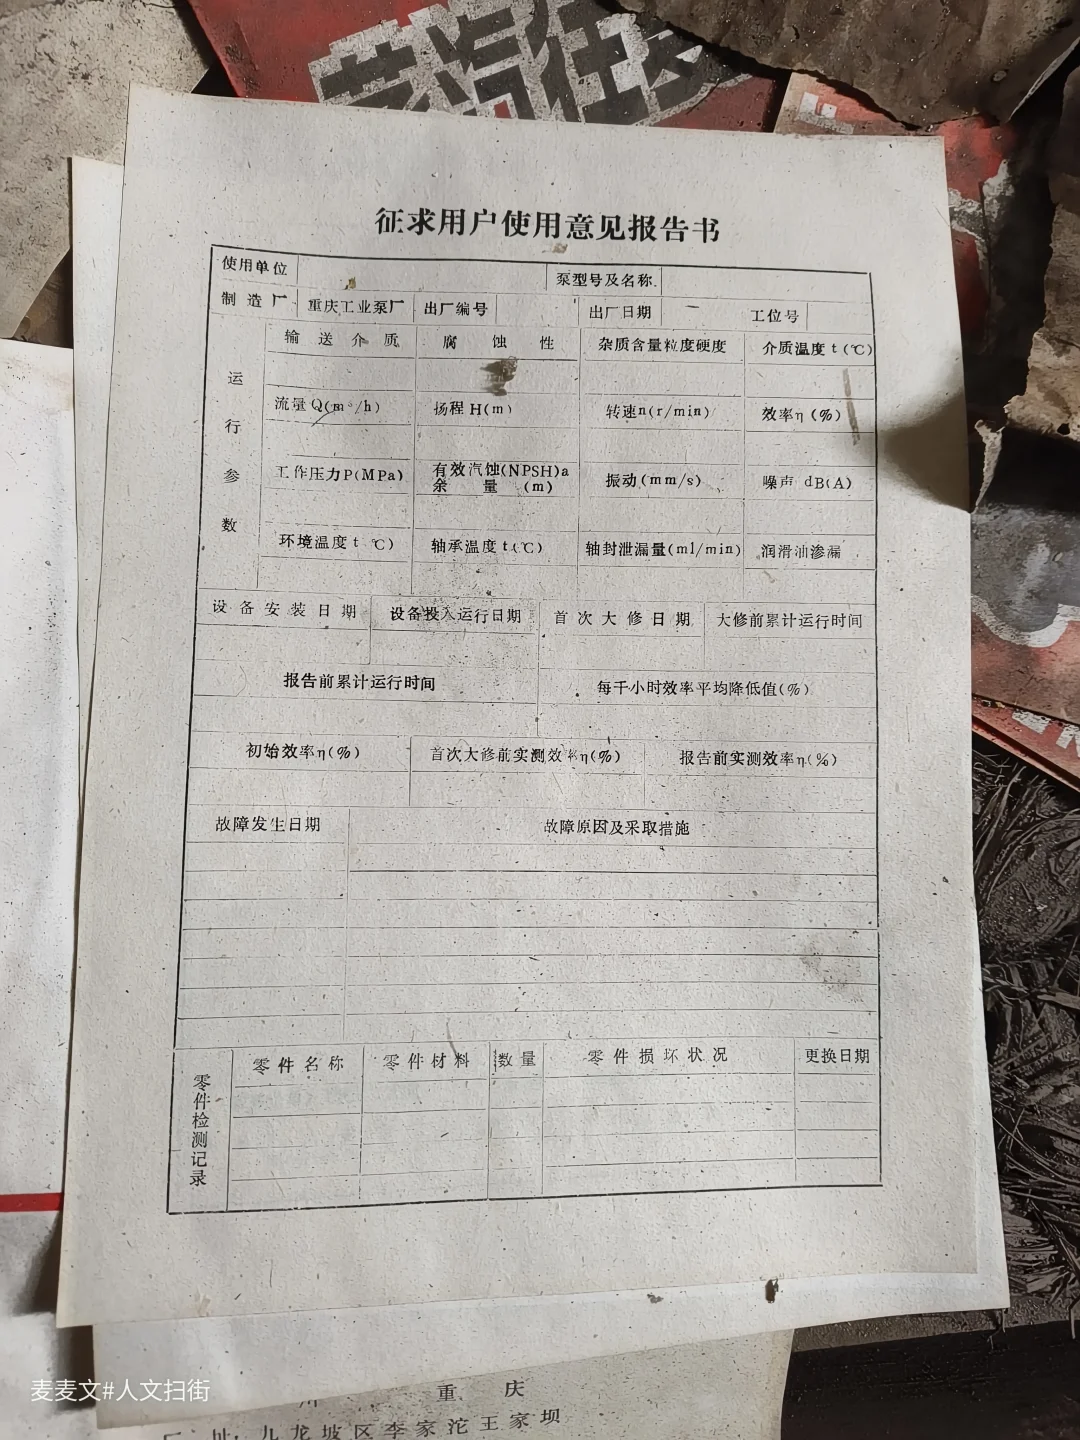 征求用户使用意见报告书
使用单位 泵型号及名称
制造厂 重庆工业泵厂 出厂编号 出厂日期 工位号
运行参数
输送介质 腐蚀性 杂质含量粒度硬度 介质温度t(℃)
流量Q(m³/h) 扬程H(m) 转速n(r/min) 效率η(%)
工作压力P(MPa) 有效汽蚀(NPSH)a 振动(mm/s) 噪声 dB(A)
余量(m)
环境温度t ℃) 轴承温度t(℃) 轴封泄漏量(ml/min) 润滑油渗漏
设备安装日期 设备投入运行日期 首次大修日期 大修前累计运行时间
报告前累计运行时间 每千小时效率平均降低值(%)
初始效率η(%) 首次大修前实测效率η(%) 报告前实测效率η(%)
故障发生日期 故障原因及采取措施
零件检测记录
零件名称 零件材料 数量 零件损坏状况 更换日期
重庆
址:九龙坡区李家沱王家坝
麦麦文#人文扫街